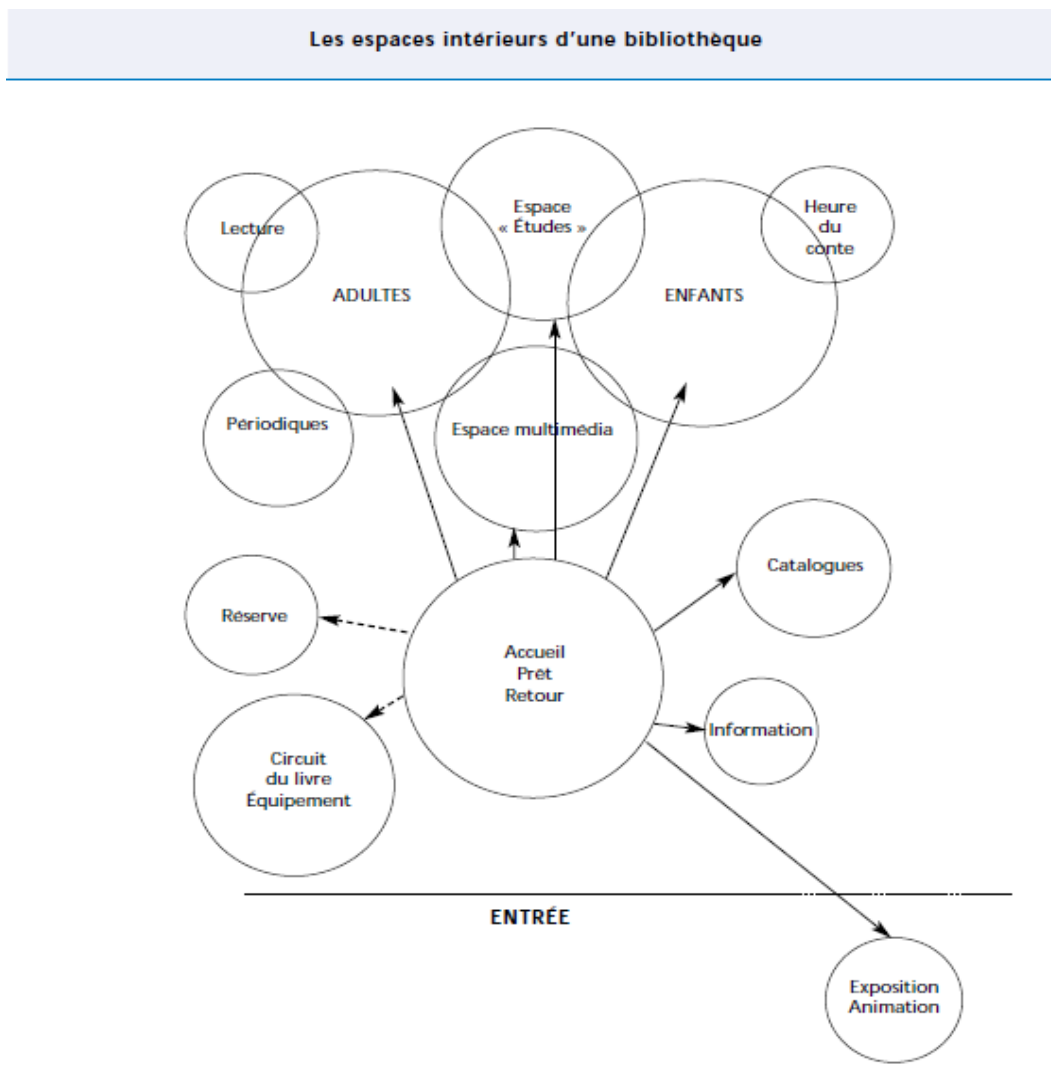 Les espaces intérieurs d'une bibliothèque
Espace
« Études »
Lecture
Heure
du
conte
ADULTES
ENFANTS
Périodiques
Espace multimédia
Catalogues
Réserve
Accueil
Prêt
Retour
Information
Circuit
du livre
Équipement
ENTRÉE
Exposition
Animation